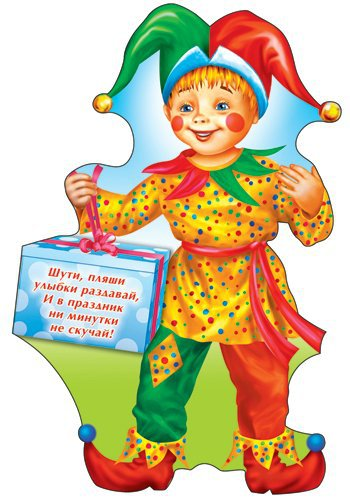 Шути, пляши
улыбки раздавай,
И в праздник
ни минутки
не скучай!